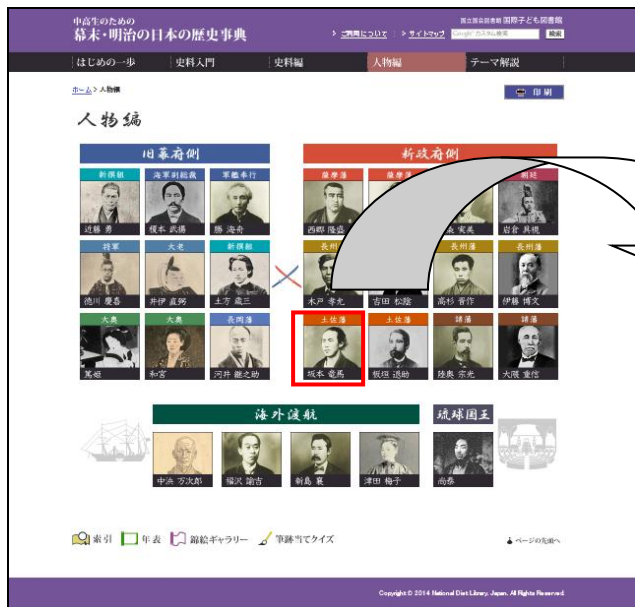 中高生のための
幕末・明治の日本の歴史事典
国立国会図書館 国際子ども図書館
> ご利用について > サイトマップ
Google カスタム検索
検索
はじめの一歩 史料入門 史料編 人物編 テーマ解説
ホーム > 人物編
印刷
人物編
旧幕府側 新政府側
新撰組 海軍副総裁 軍艦奉行 薩摩藩 薩摩藩 朝廷
近藤 勇 榎本 武揚 勝 海舟 西郷 隆盛 実美 岩倉 具視
将軍 大老 新撰組 長州 長州藩 長州藩
徳川 慶喜 井伊 直弼 土方 歳三 木戸 孝允 吉田 松陰 高杉 晋作 伊藤 博文
大奥 大奥 長岡藩 土佐藩 土佐藩 諸藩 諸藩
篤姫 和宮 河井 継之助 坂本 竜馬 板垣 退助 陸奥 宗光 大隈 重信
海外渡航 琉球国王
中浜 万次郎 福沢 諭吉 新島 襄 津田 梅子 尚泰
索引 年表 錦絵ギャラリー 筆跡当てクイズ
ページの先頭へ
Copyright © 2014 National Diet Library. Japan. All Rights Reserved.